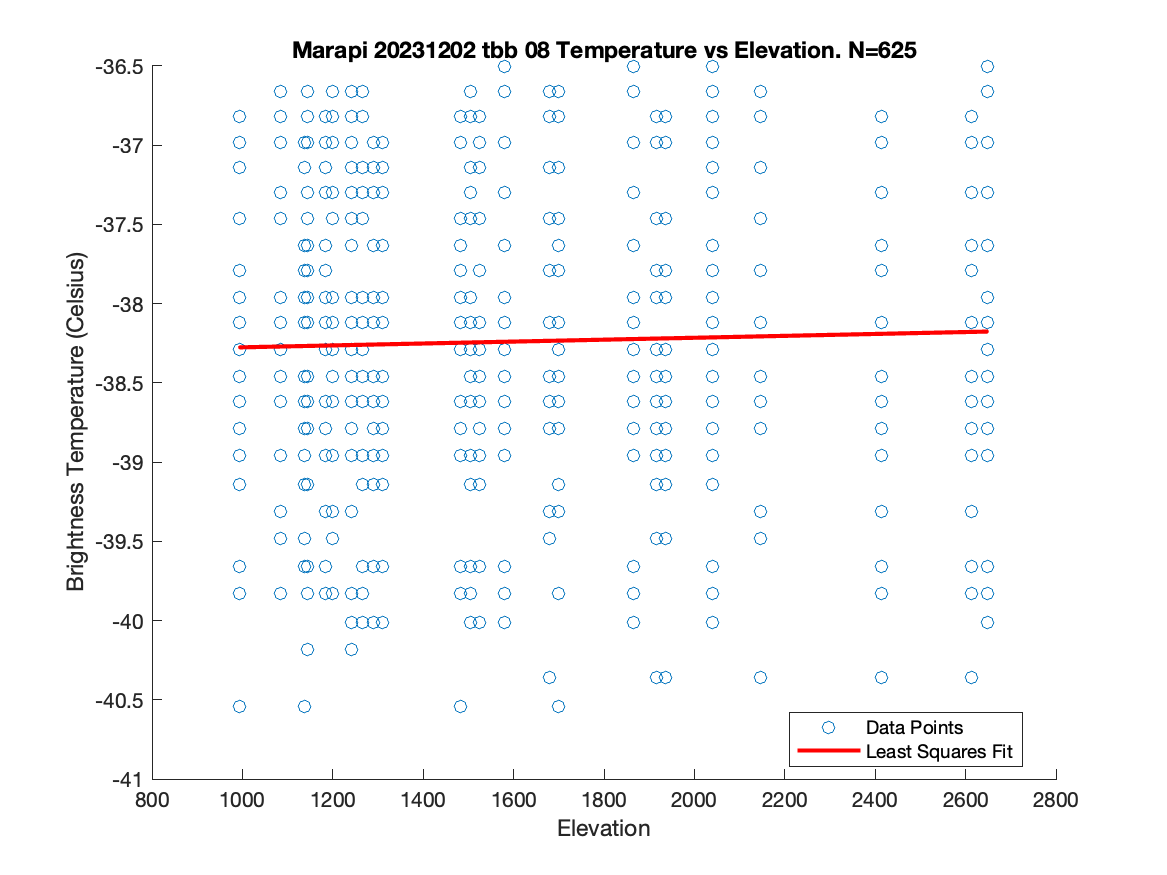 Marapi 20231202 tbb 08 Temperature vs Elevation. N=625
-36.5
-37
-37.5
-38
-38.5
-39
-39.5
-40
-40.5
-41
Brightness Temperature (Celsius)
Data Points
Least Squares Fit
800 1000 1200 1400 1600 1800 2000 2200 2400 2600 2800
Elevation